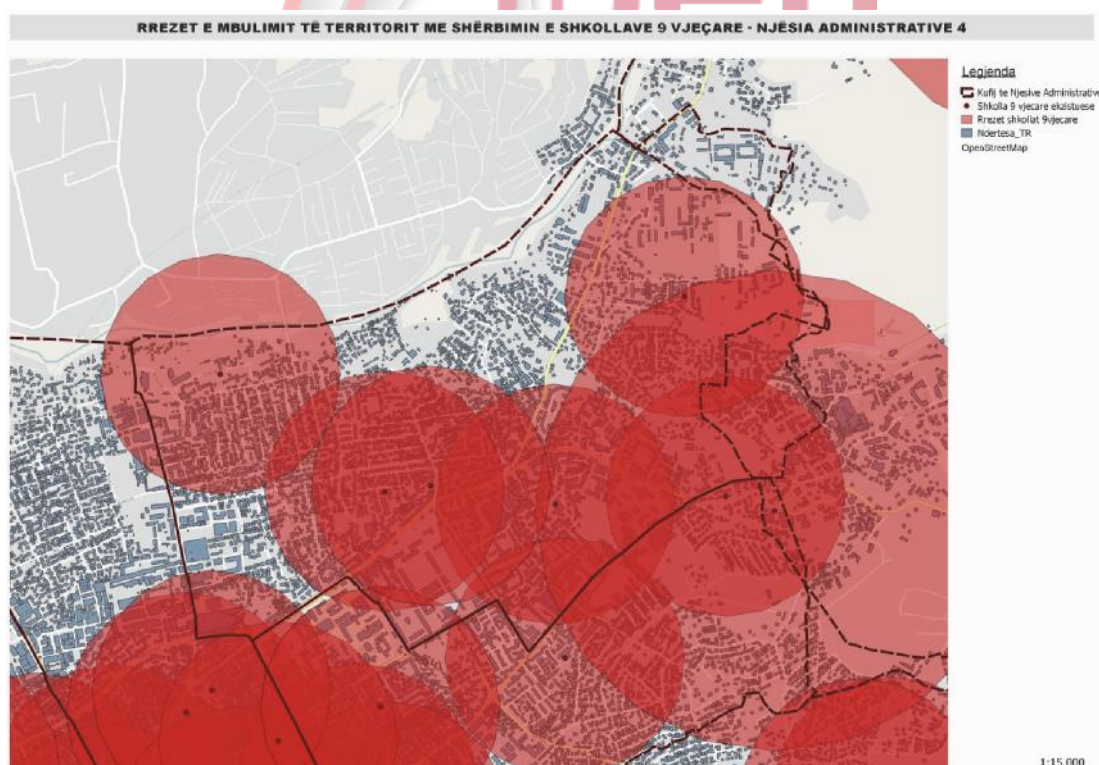 RREZET E MBULIMIT TË TERRITORIT ME SHËRBIMIN E SHKOLLAVE 9 VJEÇARE - NJËSIA ADMINISTRATIVE 4
Legjenda
Kufij te Njesive Administrative
Shkolla 9 vjecare ekzistuese
Rrezet shkollat 9vjecare
Ndertesa_TR
OpenStreetMap
1:15,000